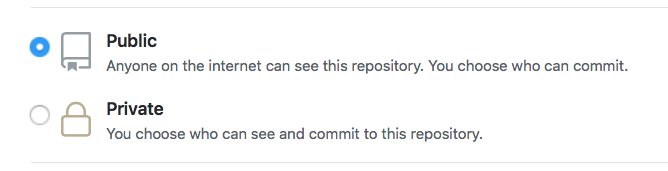 Public
Anyone on the internet can see this repository. You choose who can commit.
Private
You choose who can see and commit to this repository.